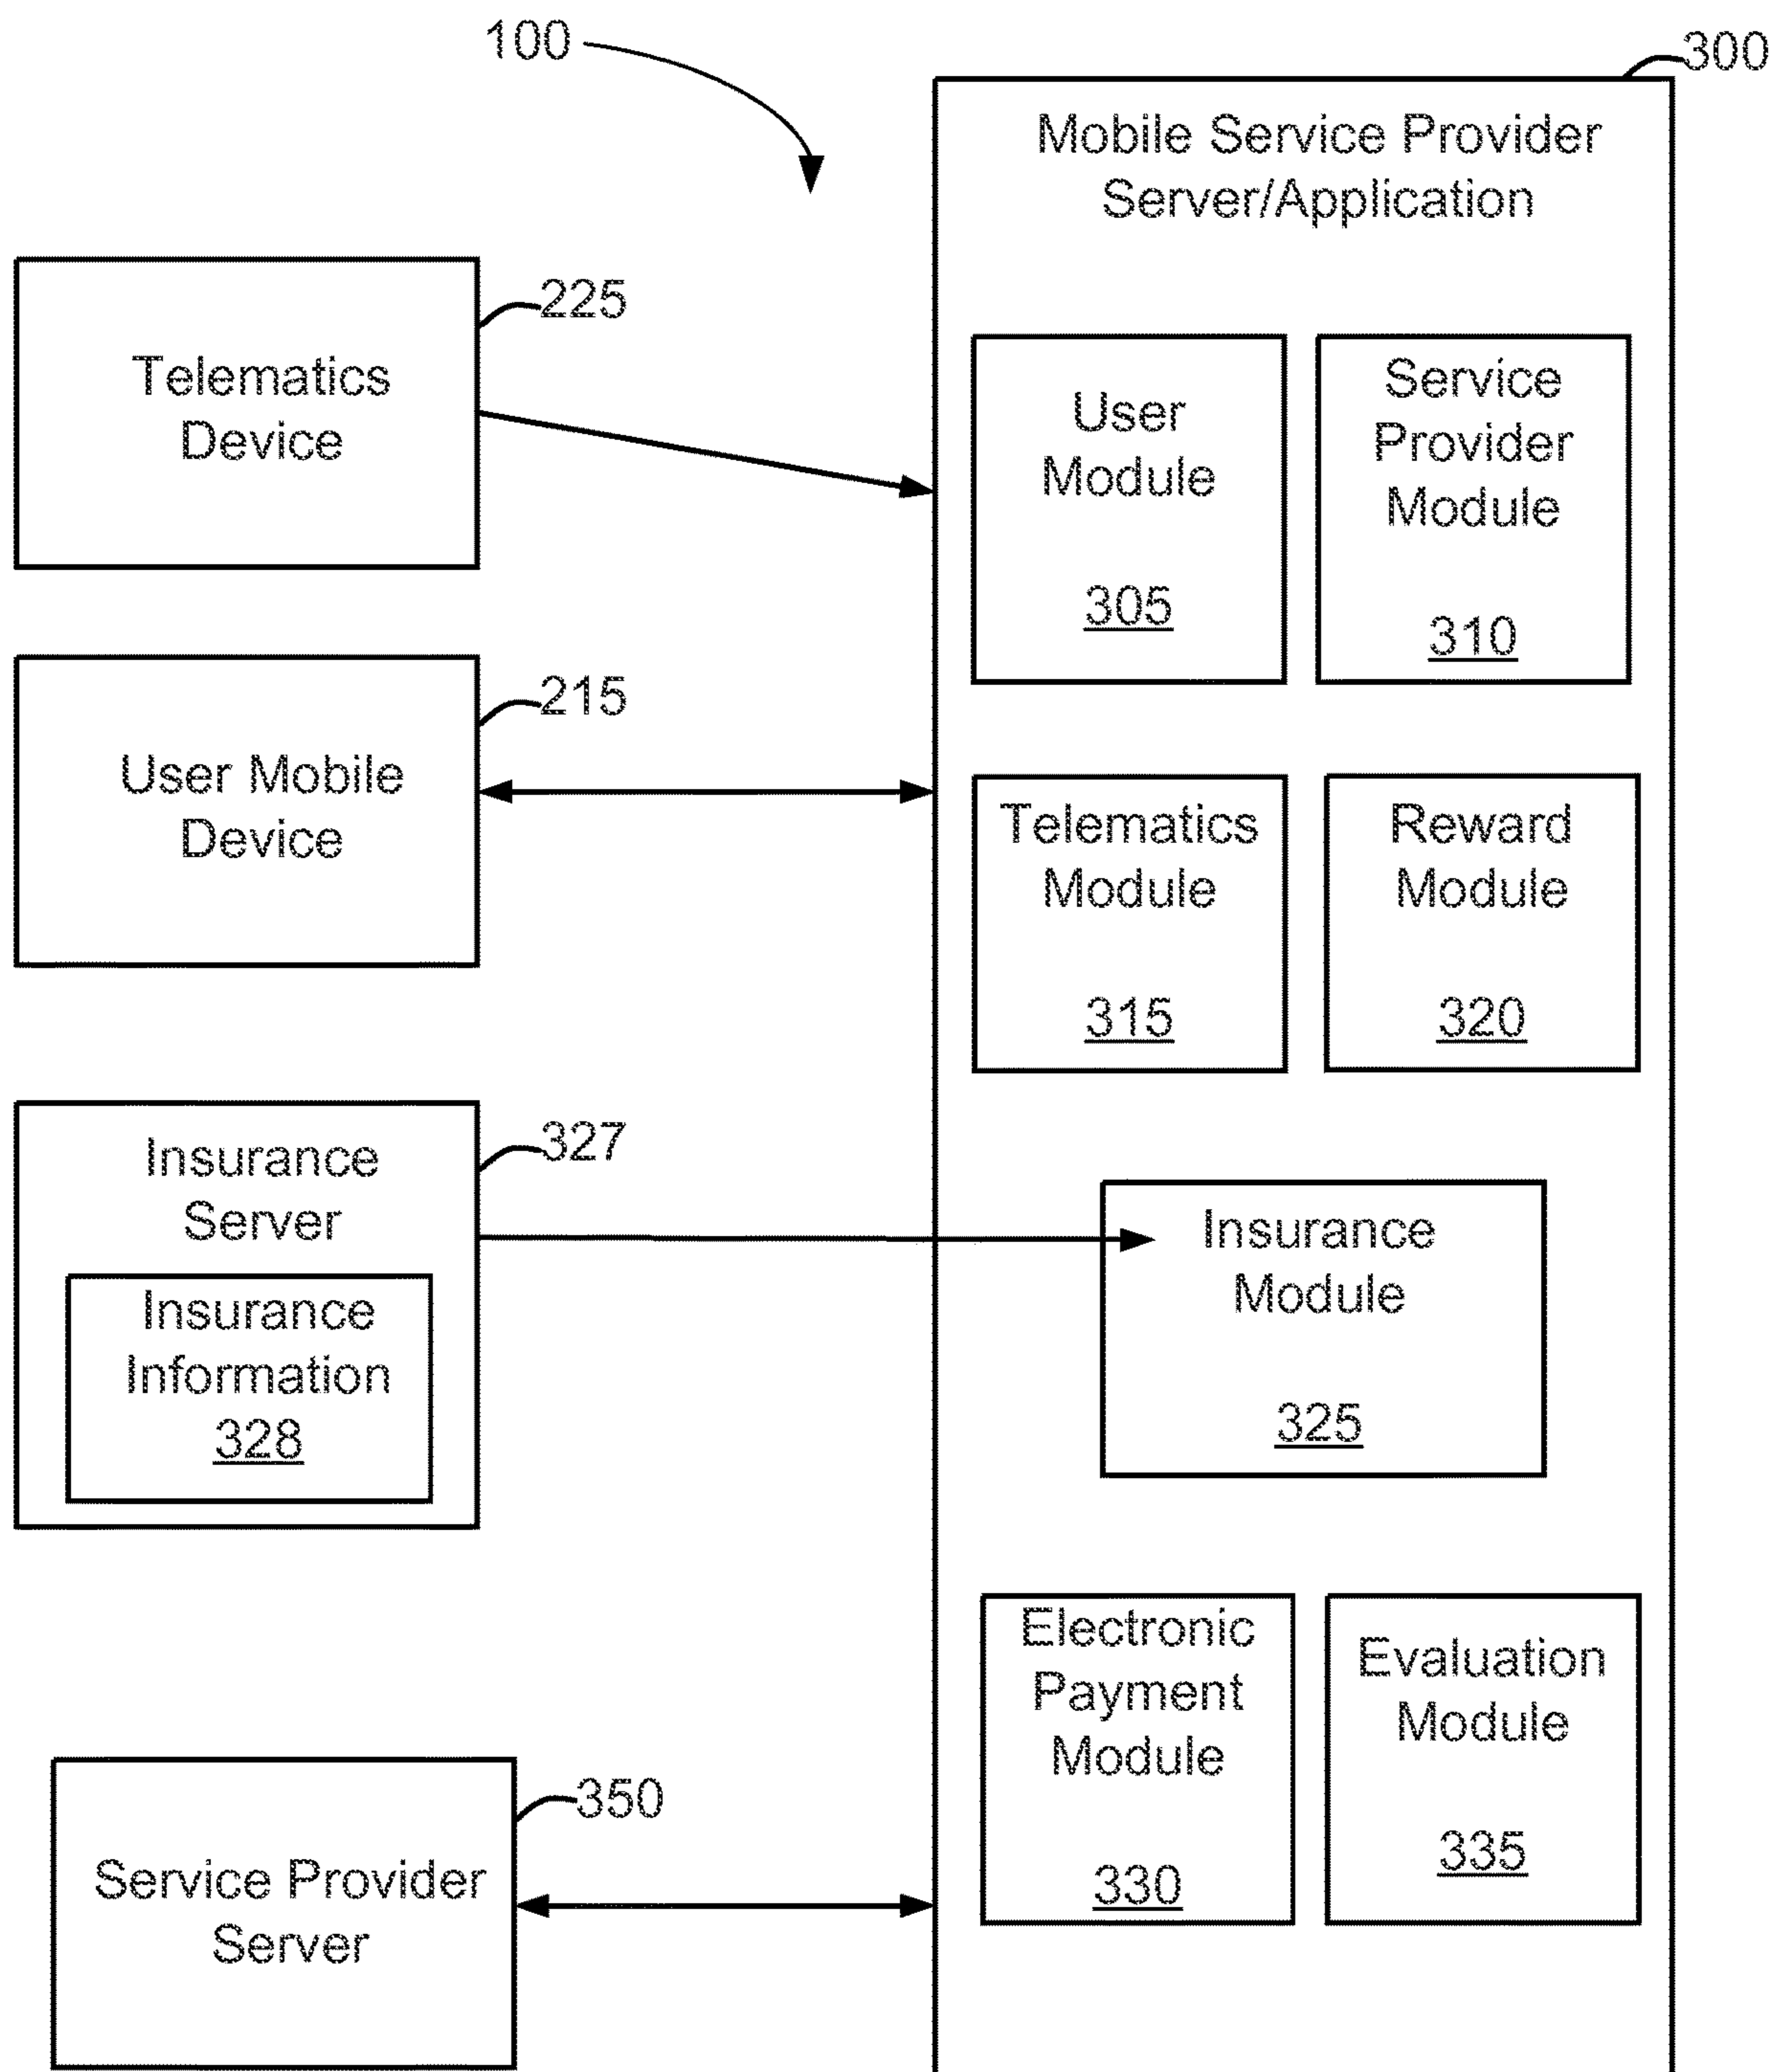 100
300
Mobile Service Provider
Server/Application
225
Telematics
Device
User
Module
305
Service
Provider
Module
310
215
User Mobile
Device
Telematics
Module
315
Reward
Module
320
327
Insurance
Server
Insurance
Information
328
Insurance
Module
325
Electronic
Payment
Module
330
Evaluation
Module
335
350
Service Provider
Server